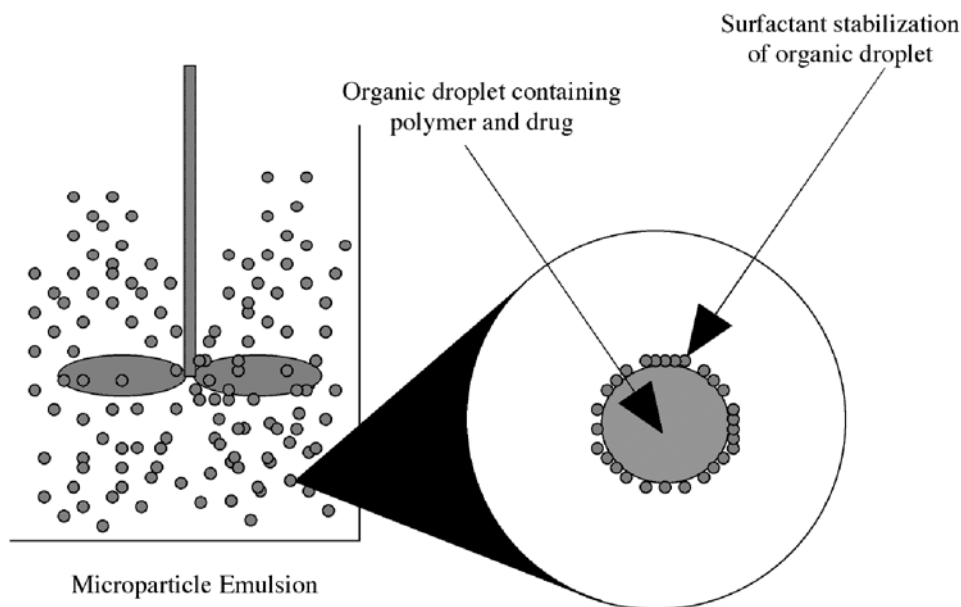 Surfactant stabilization
of organic droplet
Organic droplet containing
polymer and drug
Microparticle Emulsion